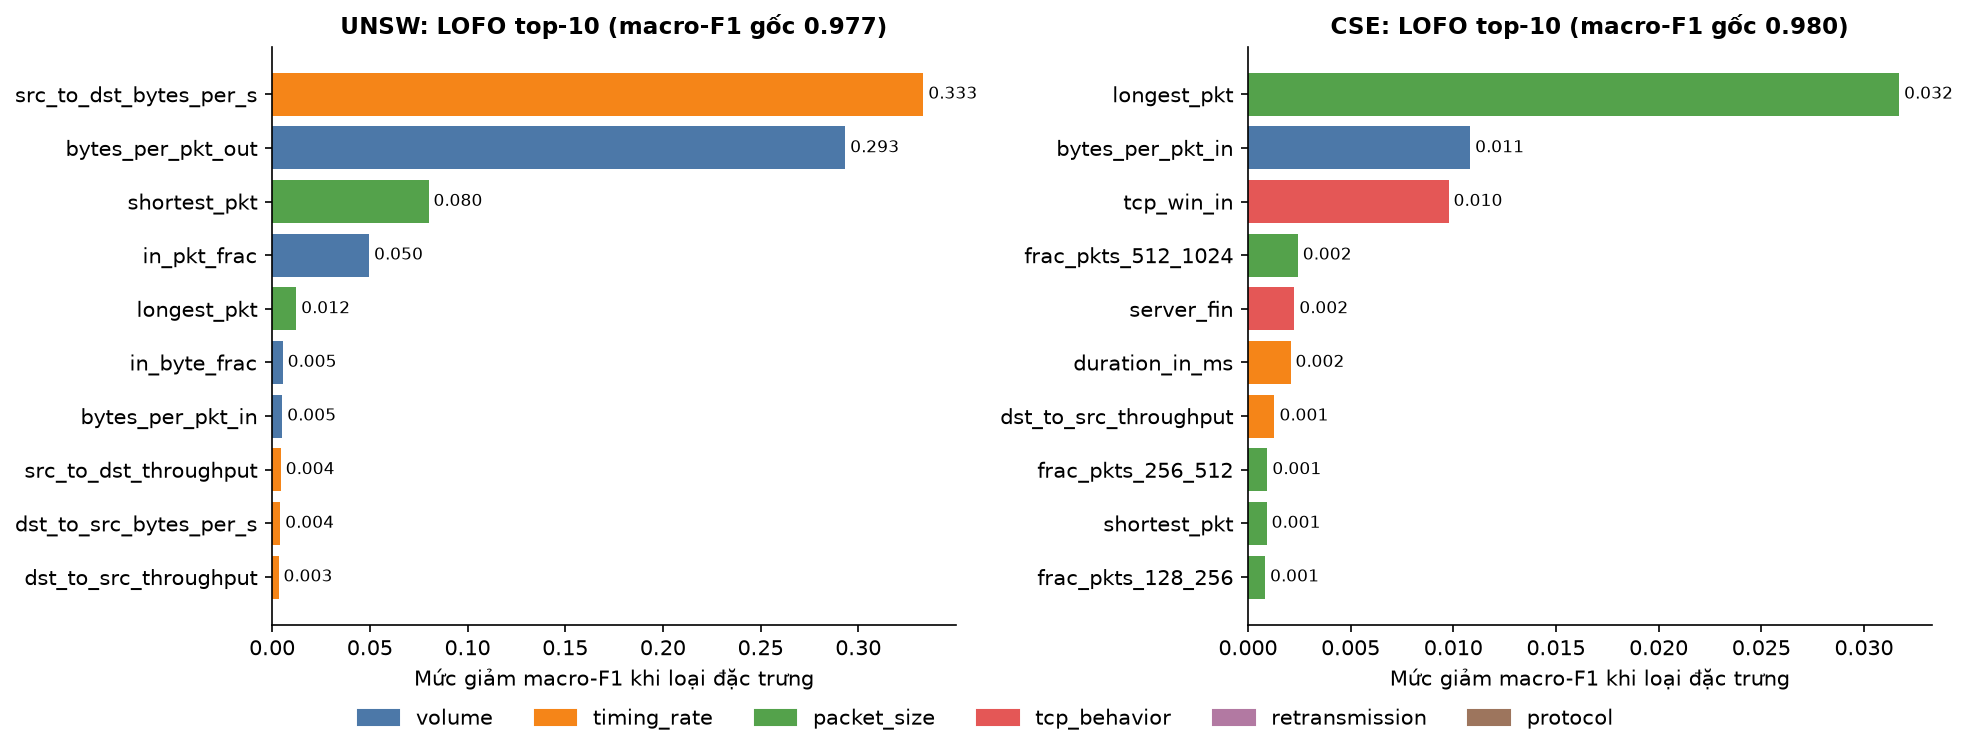 UNSW: LOFO top-10 (macro-F1 gốc 0.977)
src_to_dst_bytes_per_s 0.333
bytes_per_pkt_out 0.293
shortest_pkt 0.080
in_pkt_frac 0.050
longest_pkt 0.012
in_byte_frac 0.005
bytes_per_pkt_in 0.005
src_to_dst_throughput 0.004
dst_to_src_bytes_per_s 0.004
dst_to_src_throughput 0.003
0.00 0.05 0.10 0.15 0.20 0.25 0.30
Mức giảm macro-F1 khi loại đặc trưng
CSE: LOFO top-10 (macro-F1 gốc 0.980)
longest_pkt 0.032
bytes_per_pkt_in 0.011
tcp_win_in 0.010
frac_pkts_512_1024 0.002
server_fin 0.002
duration_in_ms 0.002
dst_to_src_throughput 0.001
frac_pkts_256_512 0.001
shortest_pkt 0.001
frac_pkts_128_256 0.001
0.000 0.005 0.010 0.015 0.020 0.025 0.030
Mức giảm macro-F1 khi loại đặc trưng
volume timing_rate packet_size tcp_behavior retransmission protocol